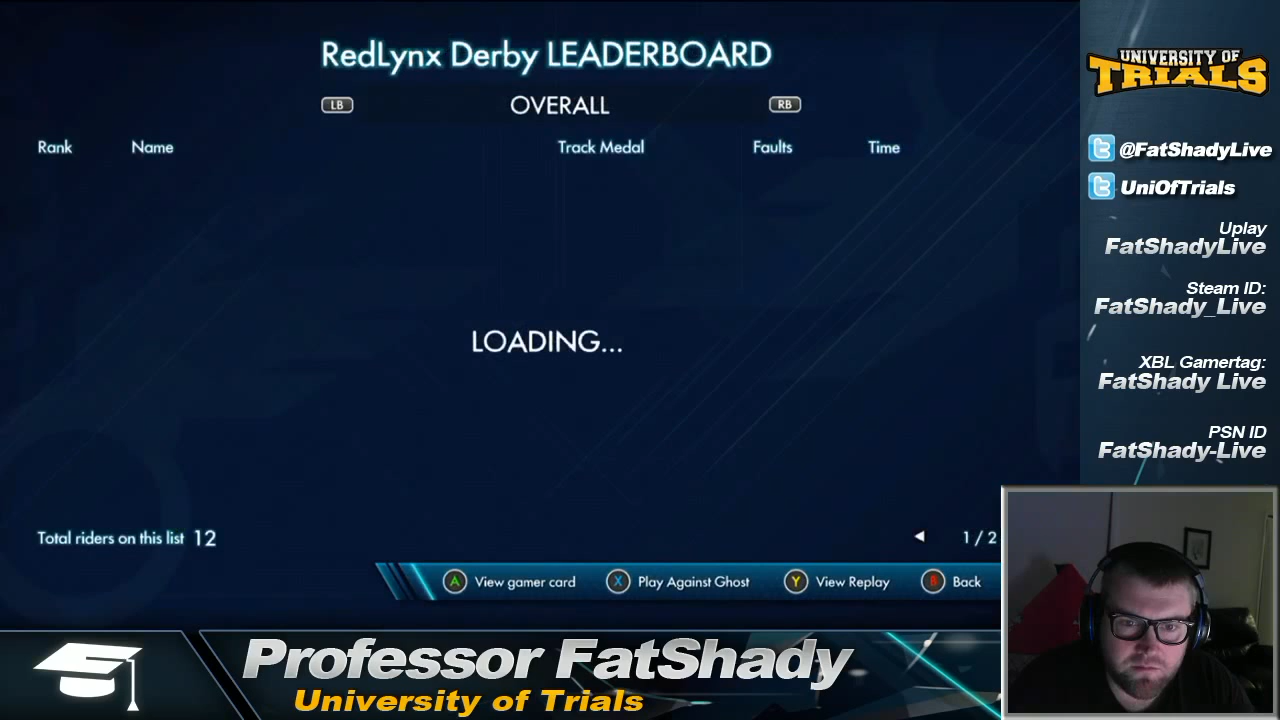 RedLynx Derby LEADERBOARD
LB OVERALL RB
Rank Name Track Medal Faults Time
LOADING...
Total riders on this list 12
1 / 2
A View gamer card X Play Against Ghost Y View Replay B Back
UNIVERSITY OF
TRIALS
@FatShadyLive
UniOfTrials
Uplay
FatShadyLive
Steam ID:
FatShady_Live
XBL Gamertag:
FatShady Live
PSN ID
FatShady-Live
Professor FatShady
University of Trials